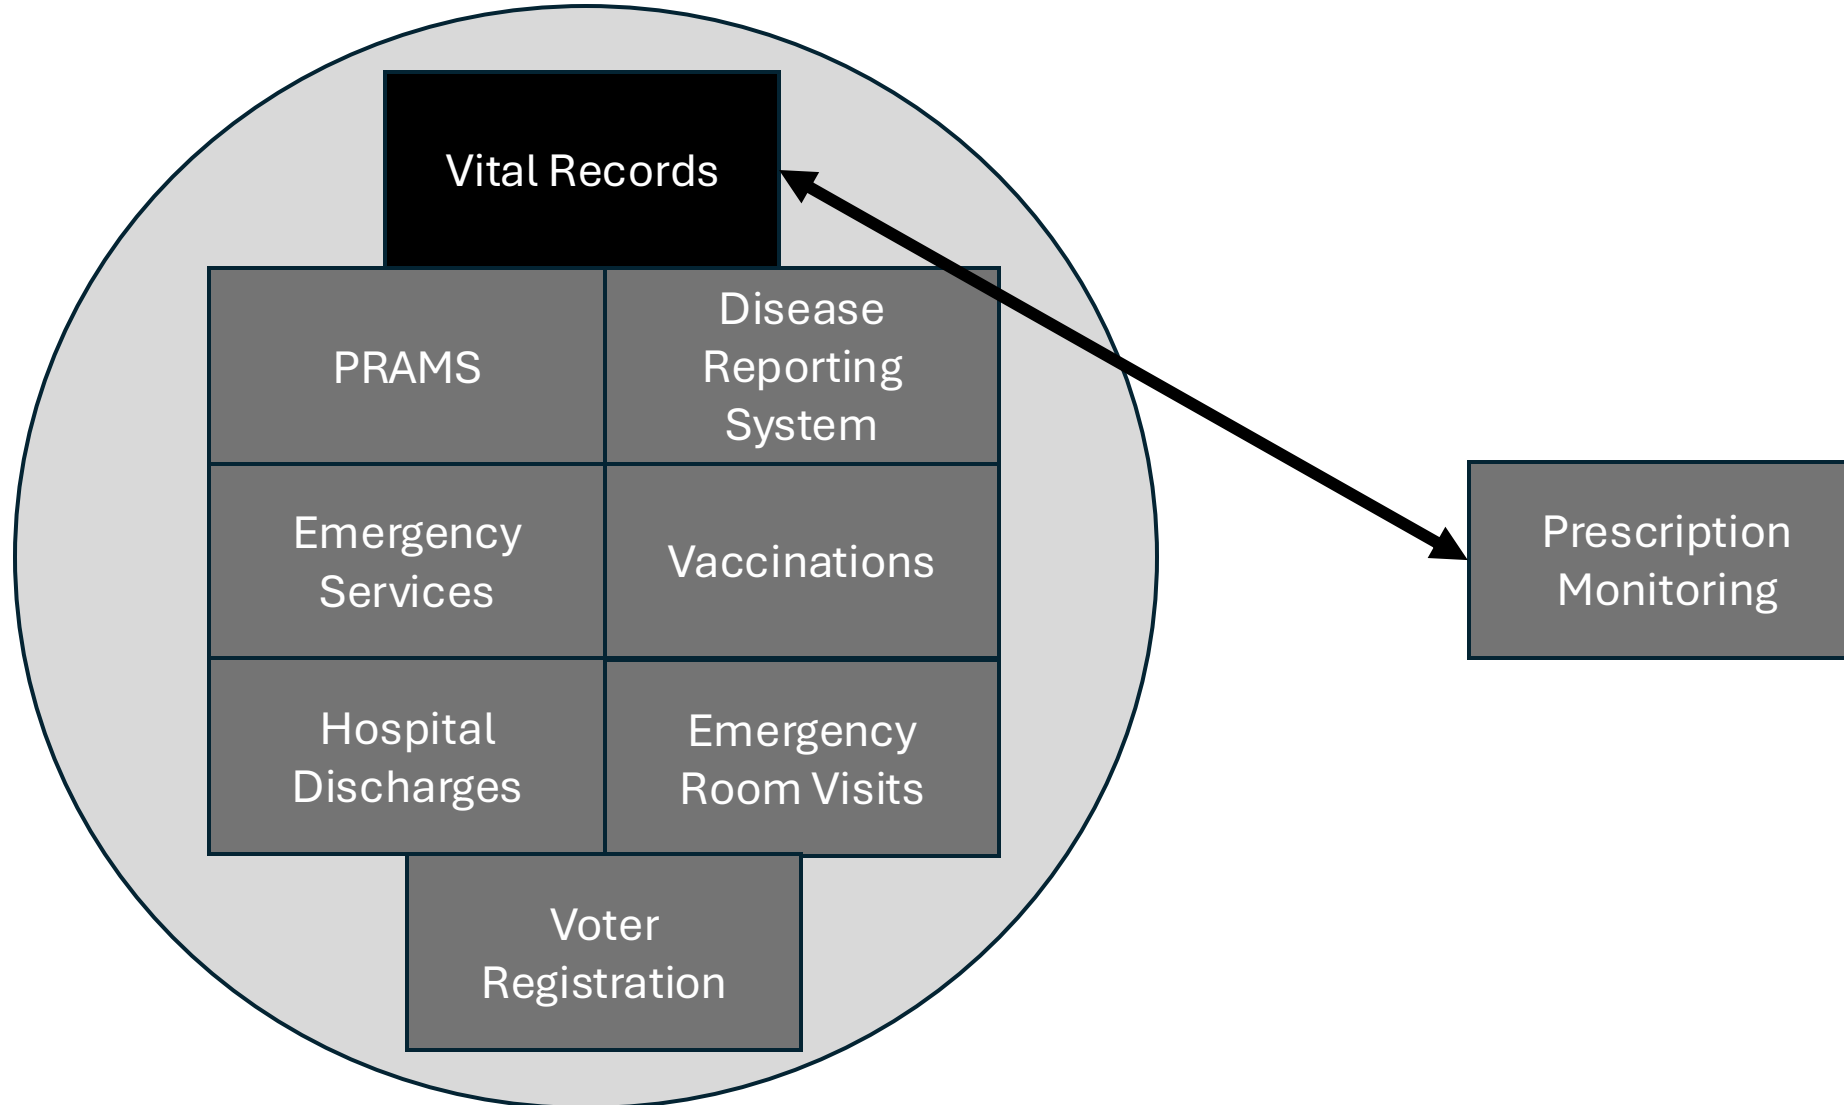 Vital Records
PRAMS
Disease
Reporting
System
Emergency
Services
Vaccinations
Hospital
Discharges
Emergency
Room Visits
Voter
Registration
Prescription
Monitoring